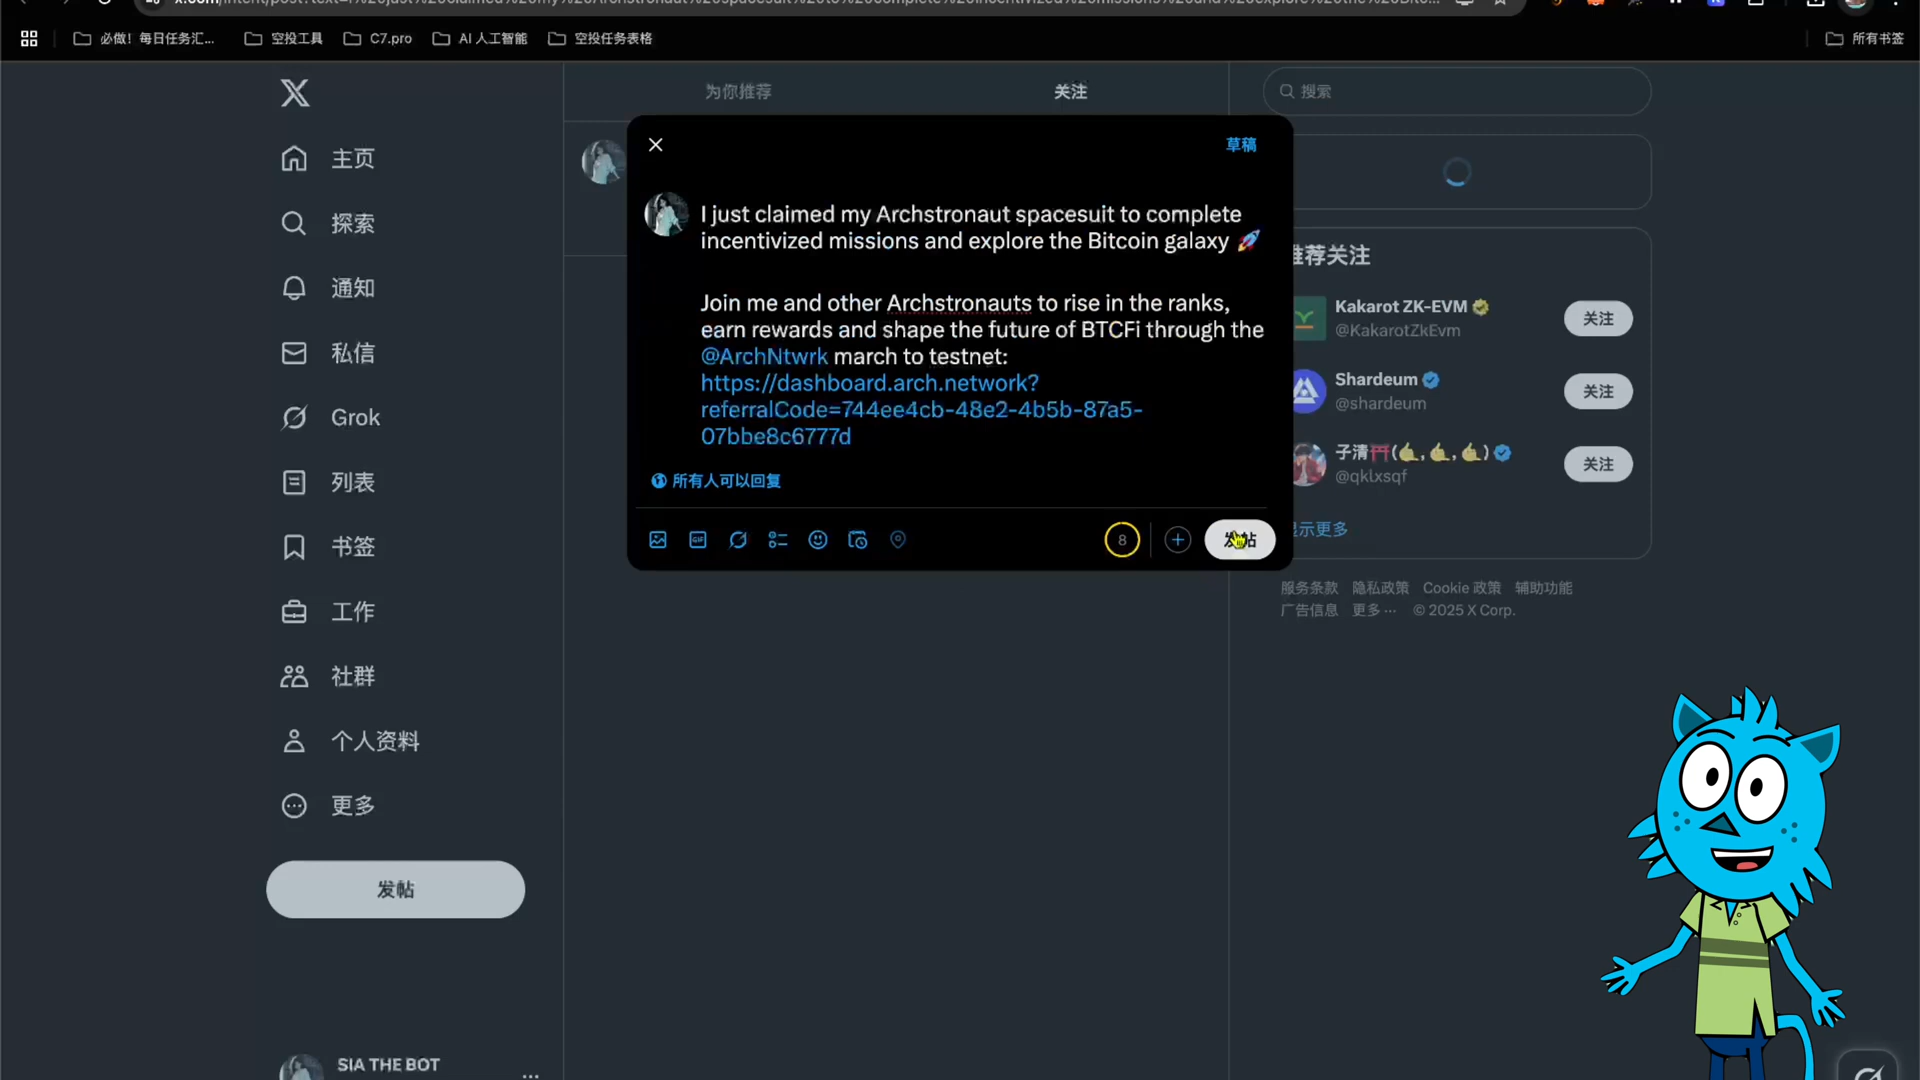 必做！每日任务汇...
空投工具
C7.pro
AI 人工智能
空投任务表格
所有书签
为你推荐
关注
搜索
主页
探索
通知
私信
Grok
列表
书签
工作
社群
个人资料
更多
发帖
SIA THE BOT
草稿
I just claimed my Archstronaut spacesuit to complete
incentivized missions and explore the Bitcoin galaxy 🚀
Join me and other Archstronauts to rise in the ranks,
earn rewards and shape the future of BTCFi through the
@ArchNtwrk march to testnet:
https://dashboard.arch.network?
referralCode=744ee4cb-48e2-4b5b-87a5-
07bbe8c6777d
所有人可以回复
GIF
8
发帖
推荐关注
Kakarot ZK-EVM
@KakarotZkEvm
关注
Shardeum
@shardeum
关注
子清⛩️(🫴, 🫴, 🫴)
@qklxsqf
关注
显示更多
服务条款 隐私政策 Cookie 政策 辅助功能
广告信息 更多 ··· © 2025 X Corp.